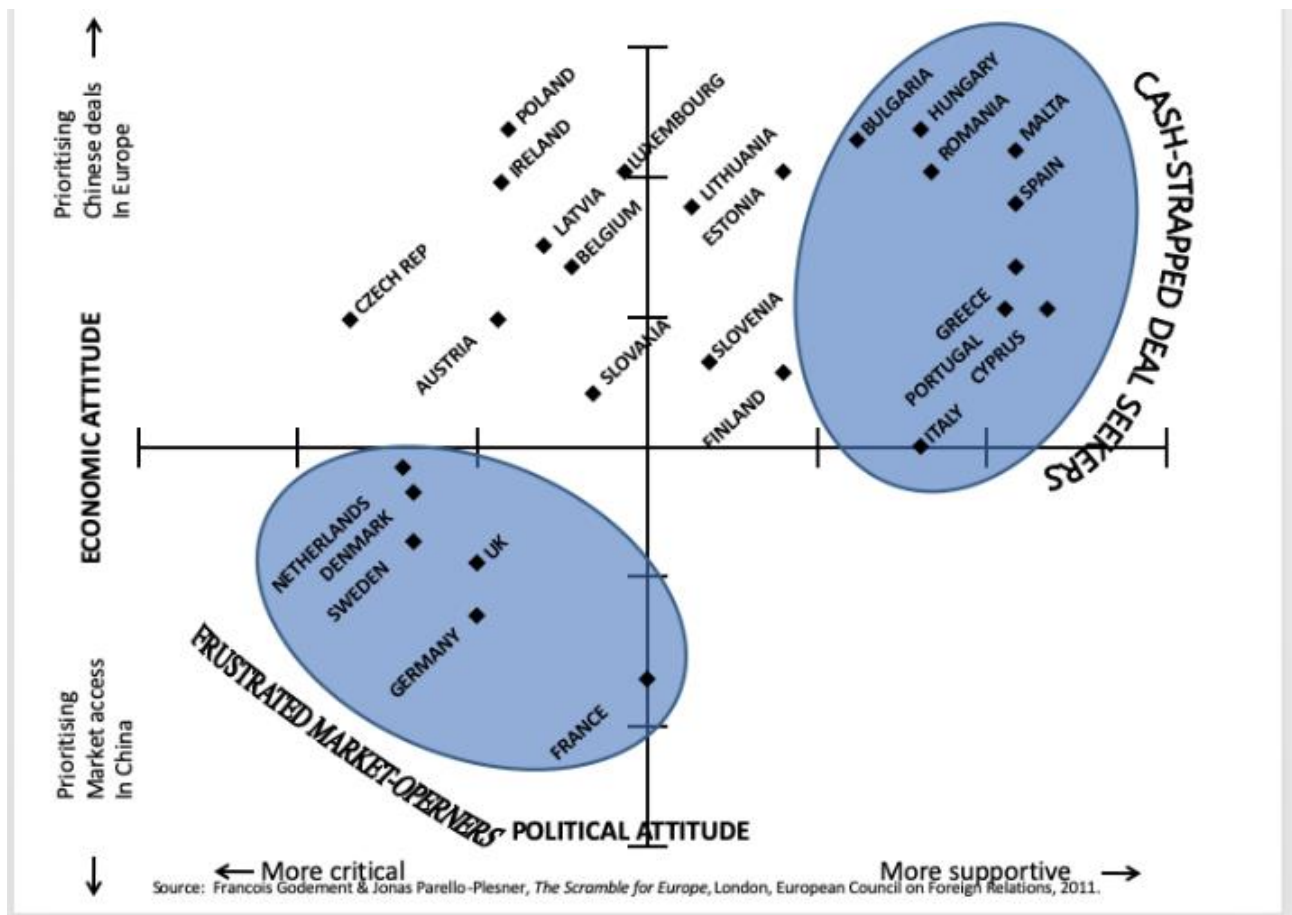 Prioritising
Chinese deals
In Europe
POLAND
IRELAND
LUXEMBOURG
LATVIA
BELGIUM
LITHUANIA
ESTONIA
BULGARIA
HUNGARY
ROMANIA
MALTA
SPAIN
CASH-STRAPPED DEAL SEEKERS
CZECH REP
AUSTRIA
SLOVAKIA
SLOVENIA
FINLAND
GREECE
PORTUGAL
CYPRUS
ITALY
ECONOMIC ATTITUDE
NETHERLANDS
DENMARK
SWEDEN
UK
GERMANY
FRANCE
FRUSTRATED MARKET-OPERNERS
Prioritising
Market access
In China
POLITICAL ATTITUDE
More critical
More supportive
Source: Francois Godement & Jonas Parello-Plesner, The Scramble for Europe, London, European Council on Foreign Relations, 2011.